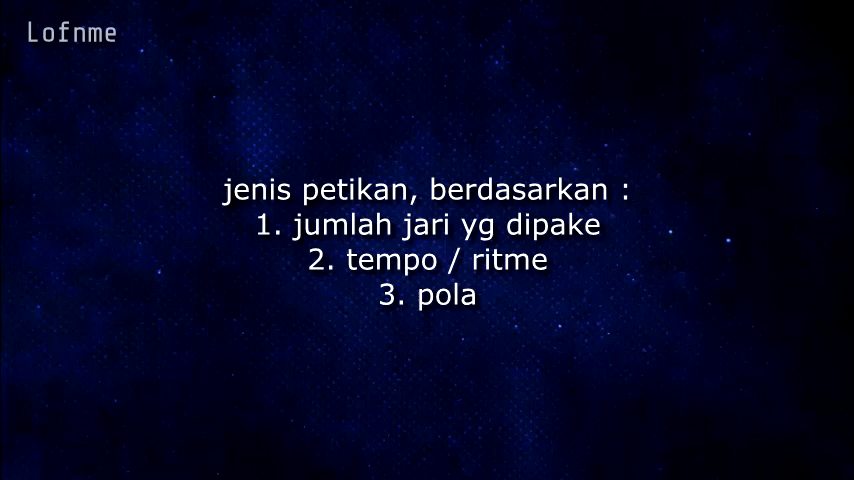 Lofnme
jenis petikan, berdasarkan :
1. jumlah jari yg dipake
2. tempo / ritme
3. pola